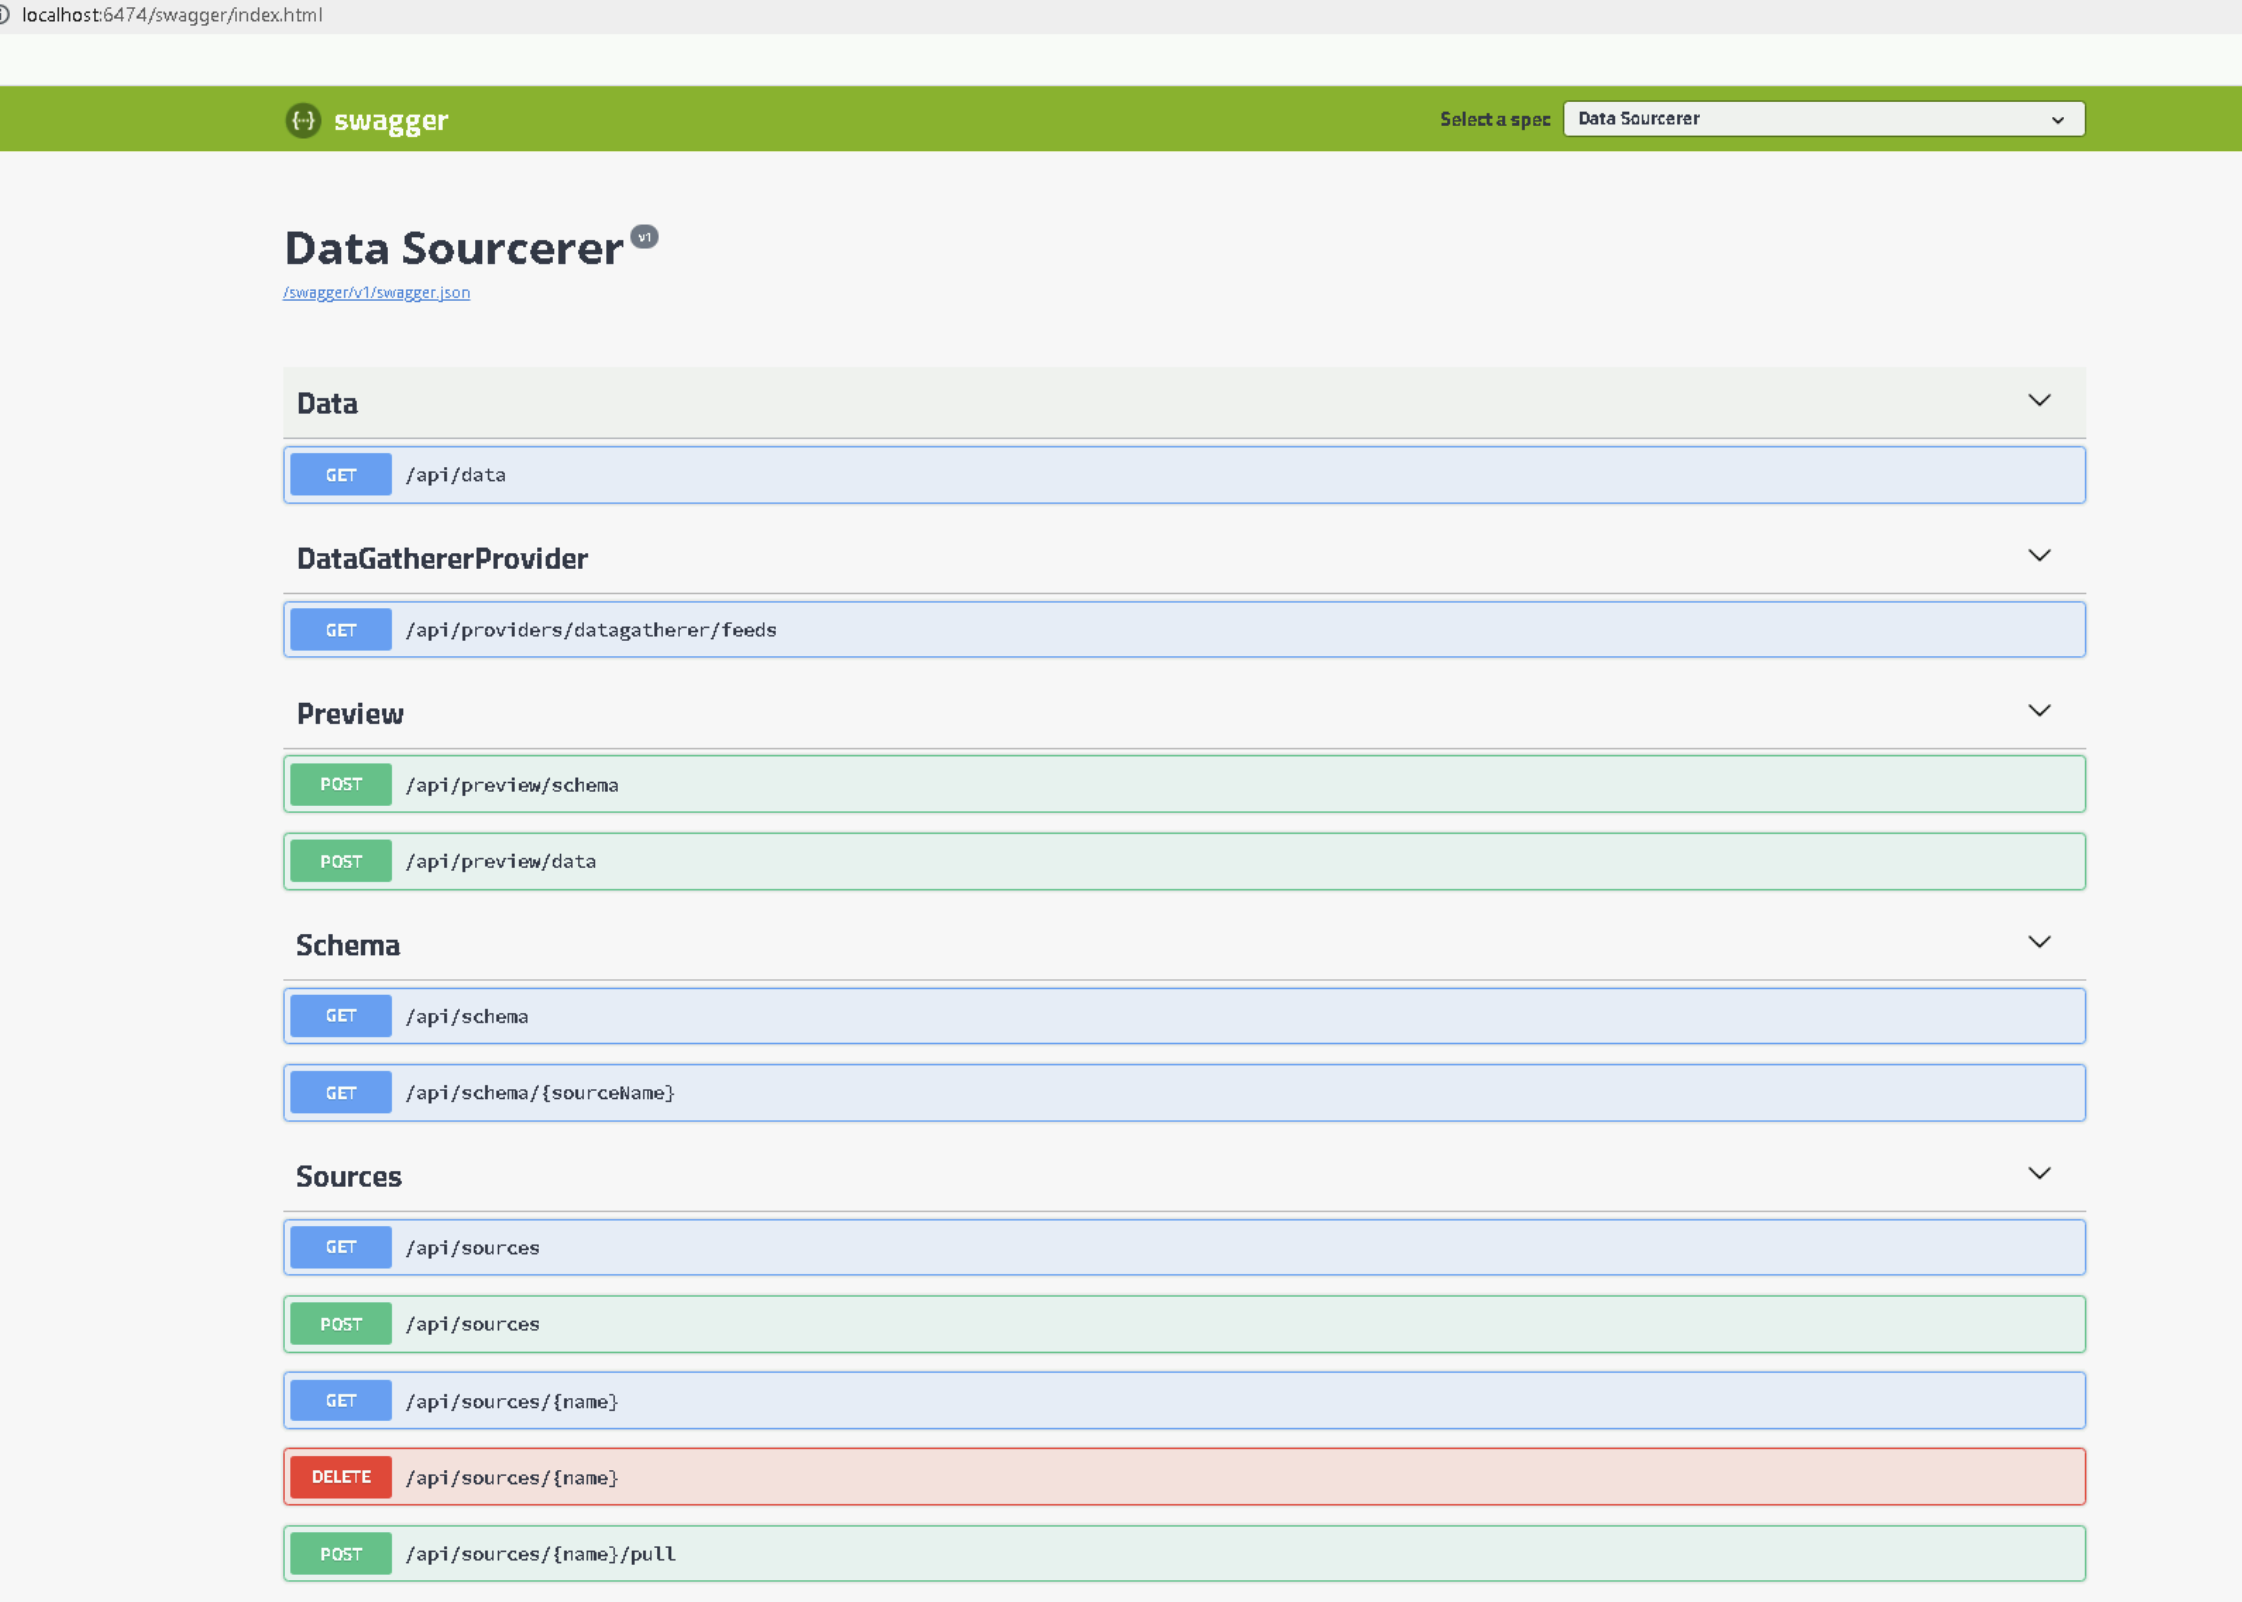 localhost:6474/swagger/index.html
{...} swagger
Select a spec
Data Sourcerer
Data Sourcerer v1
/swagger/v1/swagger.json
Data
GET /api/data
DataGathererProvider
GET /api/providers/datagatherer/feeds
Preview
POST /api/preview/schema
POST /api/preview/data
Schema
GET /api/schema
GET /api/schema/{sourceName}
Sources
GET /api/sources
POST /api/sources
GET /api/sources/{name}
DELETE /api/sources/{name}
POST /api/sources/{name}/pull